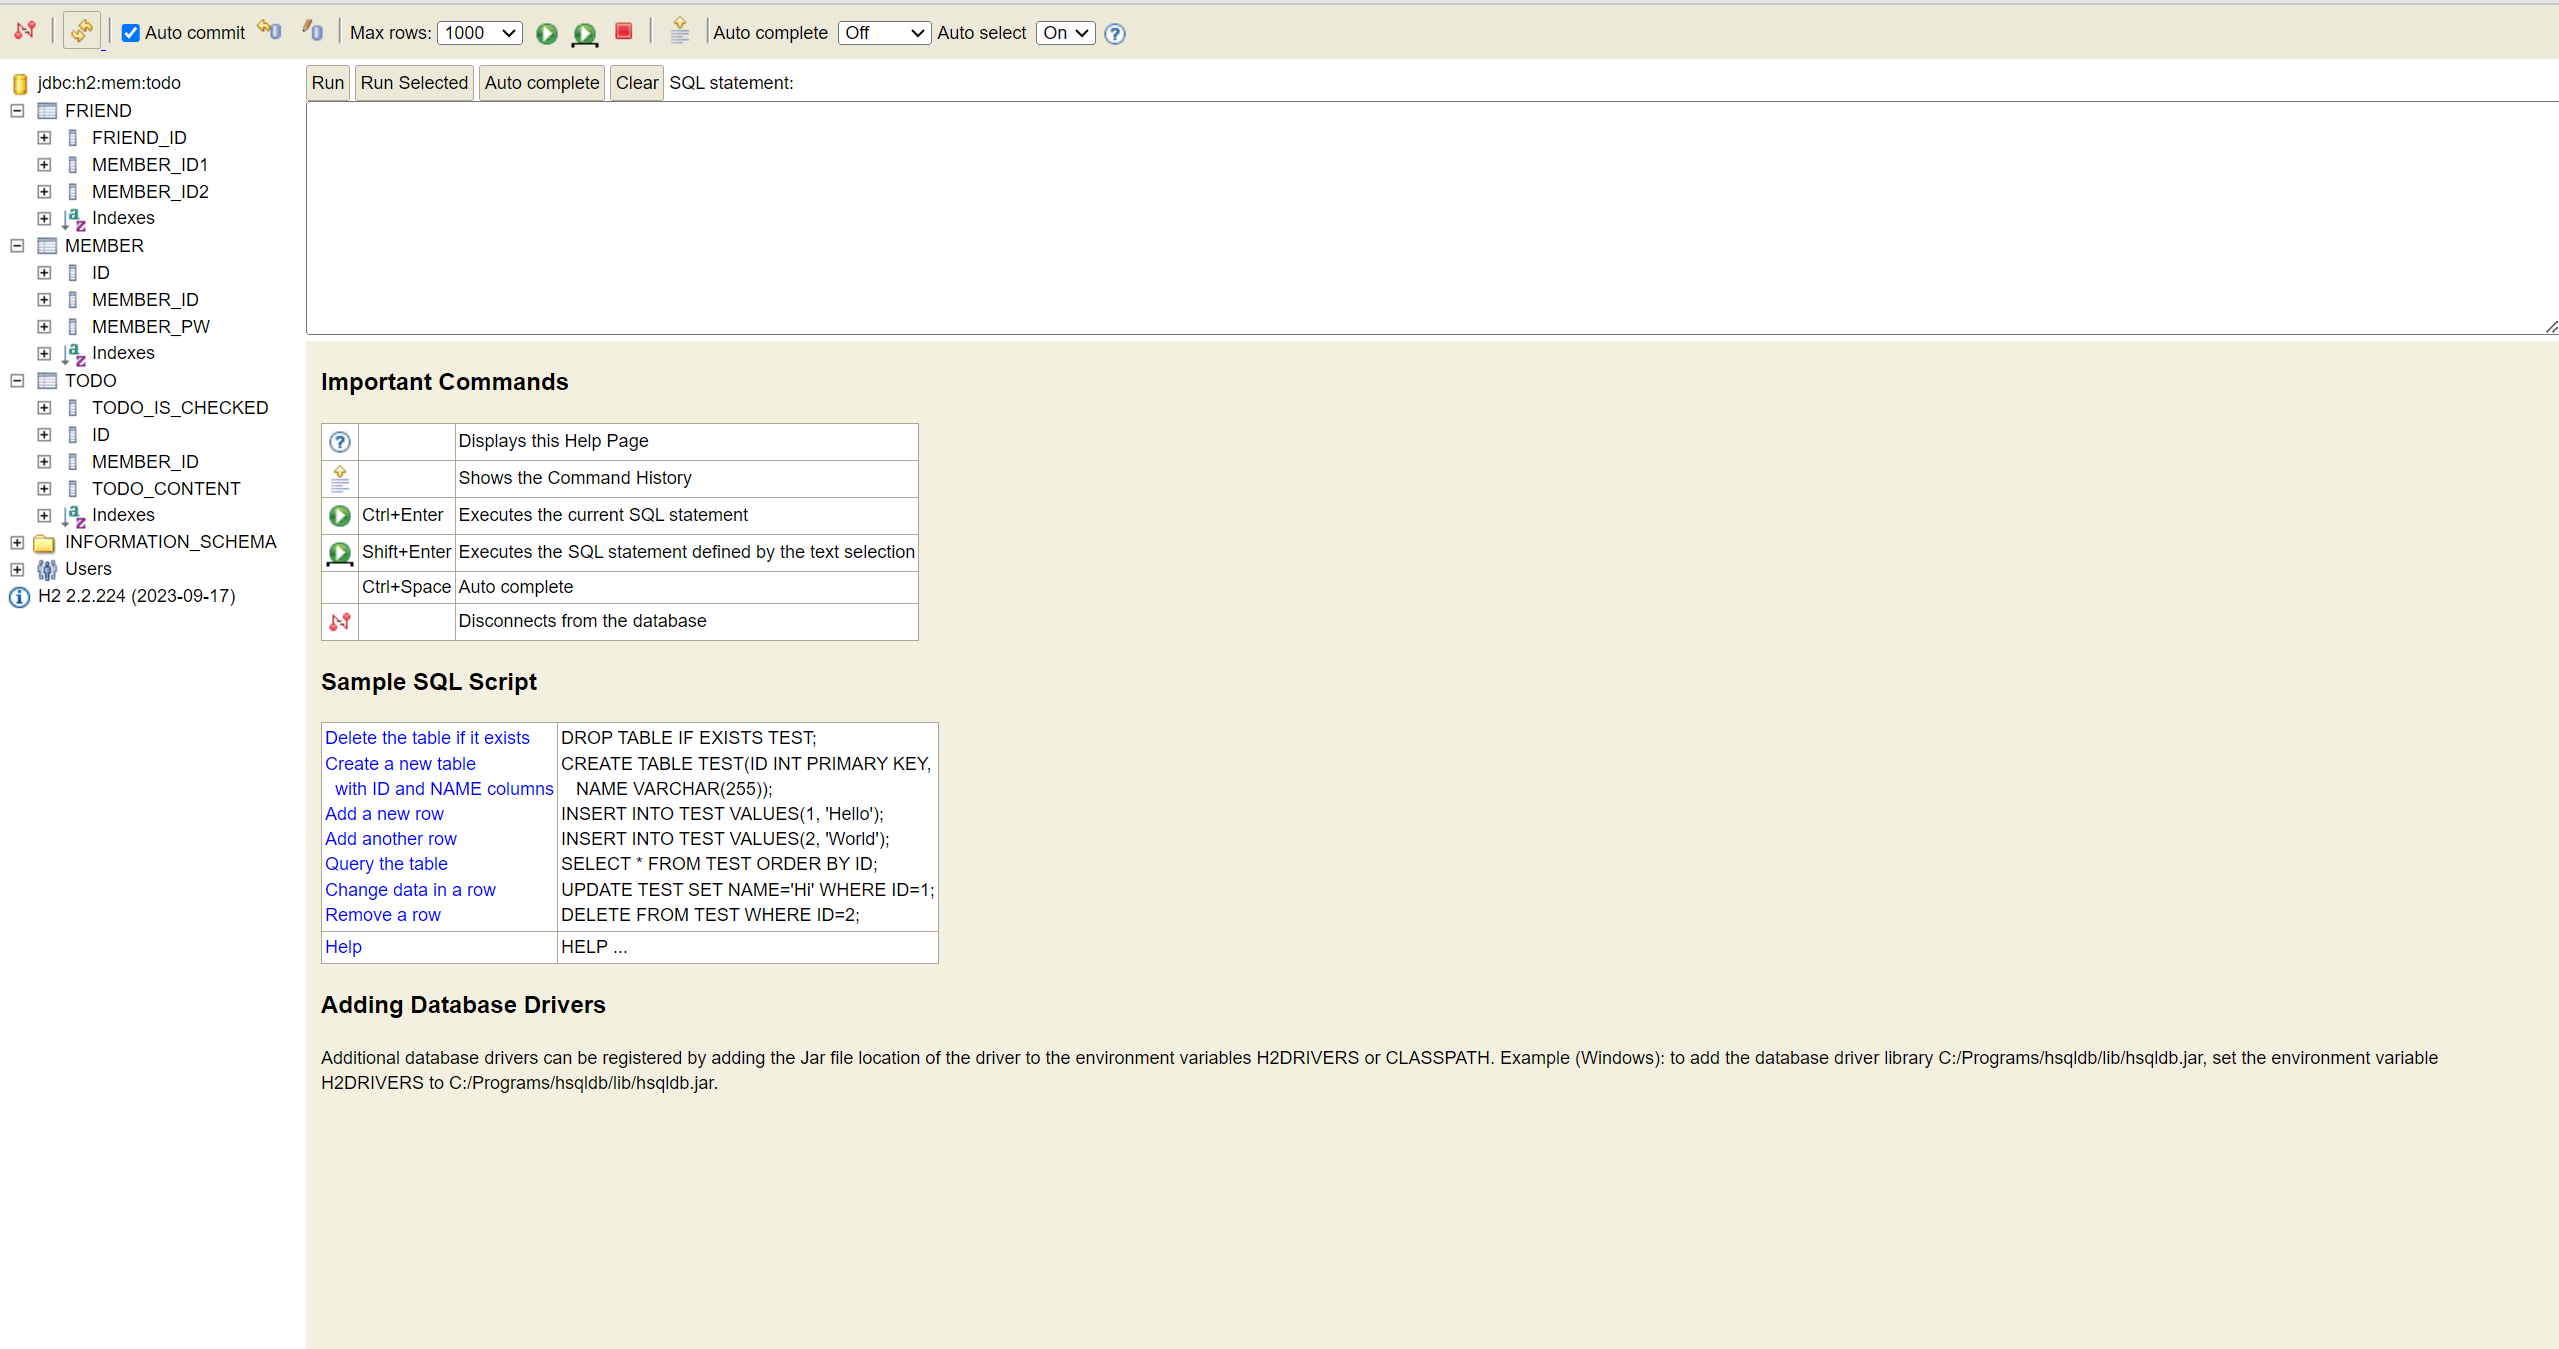 Auto commit Max rows: 1000 Auto complete Off Auto select On
jdbc:h2:mem:todo
FRIEND
FRIEND_ID
MEMBER_ID1
MEMBER_ID2
Indexes
MEMBER
ID
MEMBER_ID
MEMBER_PW
Indexes
TODO
TODO_IS_CHECKED
ID
MEMBER_ID
TODO_CONTENT
Indexes
INFORMATION_SCHEMA
Users
H2 2.2.224 (2023-09-17)
Run Run Selected Auto complete Clear SQL statement:
Important Commands
Displays this Help Page
Shows the Command History
Ctrl+Enter Executes the current SQL statement
Shift+Enter Executes the SQL statement defined by the text selection
Ctrl+Space Auto complete
Disconnects from the database
Sample SQL Script
Delete the table if it exists DROP TABLE IF EXISTS TEST;
Create a new table CREATE TABLE TEST(ID INT PRIMARY KEY,
with ID and NAME columns NAME VARCHAR(255));
Add a new row INSERT INTO TEST VALUES(1, 'Hello');
Add another row INSERT INTO TEST VALUES(2, 'World');
Query the table SELECT * FROM TEST ORDER BY ID;
Change data in a row UPDATE TEST SET NAME='Hi' WHERE ID=1;
Remove a row DELETE FROM TEST WHERE ID=2;
Help HELP ...
Adding Database Drivers
Additional database drivers can be registered by adding the Jar file location of the driver to the environment variables H2DRIVERS or CLASSPATH. Example (Windows): to add the database driver library C:/Programs/hsqldb/lib/hsqldb.jar, set the environment variable
H2DRIVERS to C:/Programs/hsqldb/lib/hsqldb.jar.